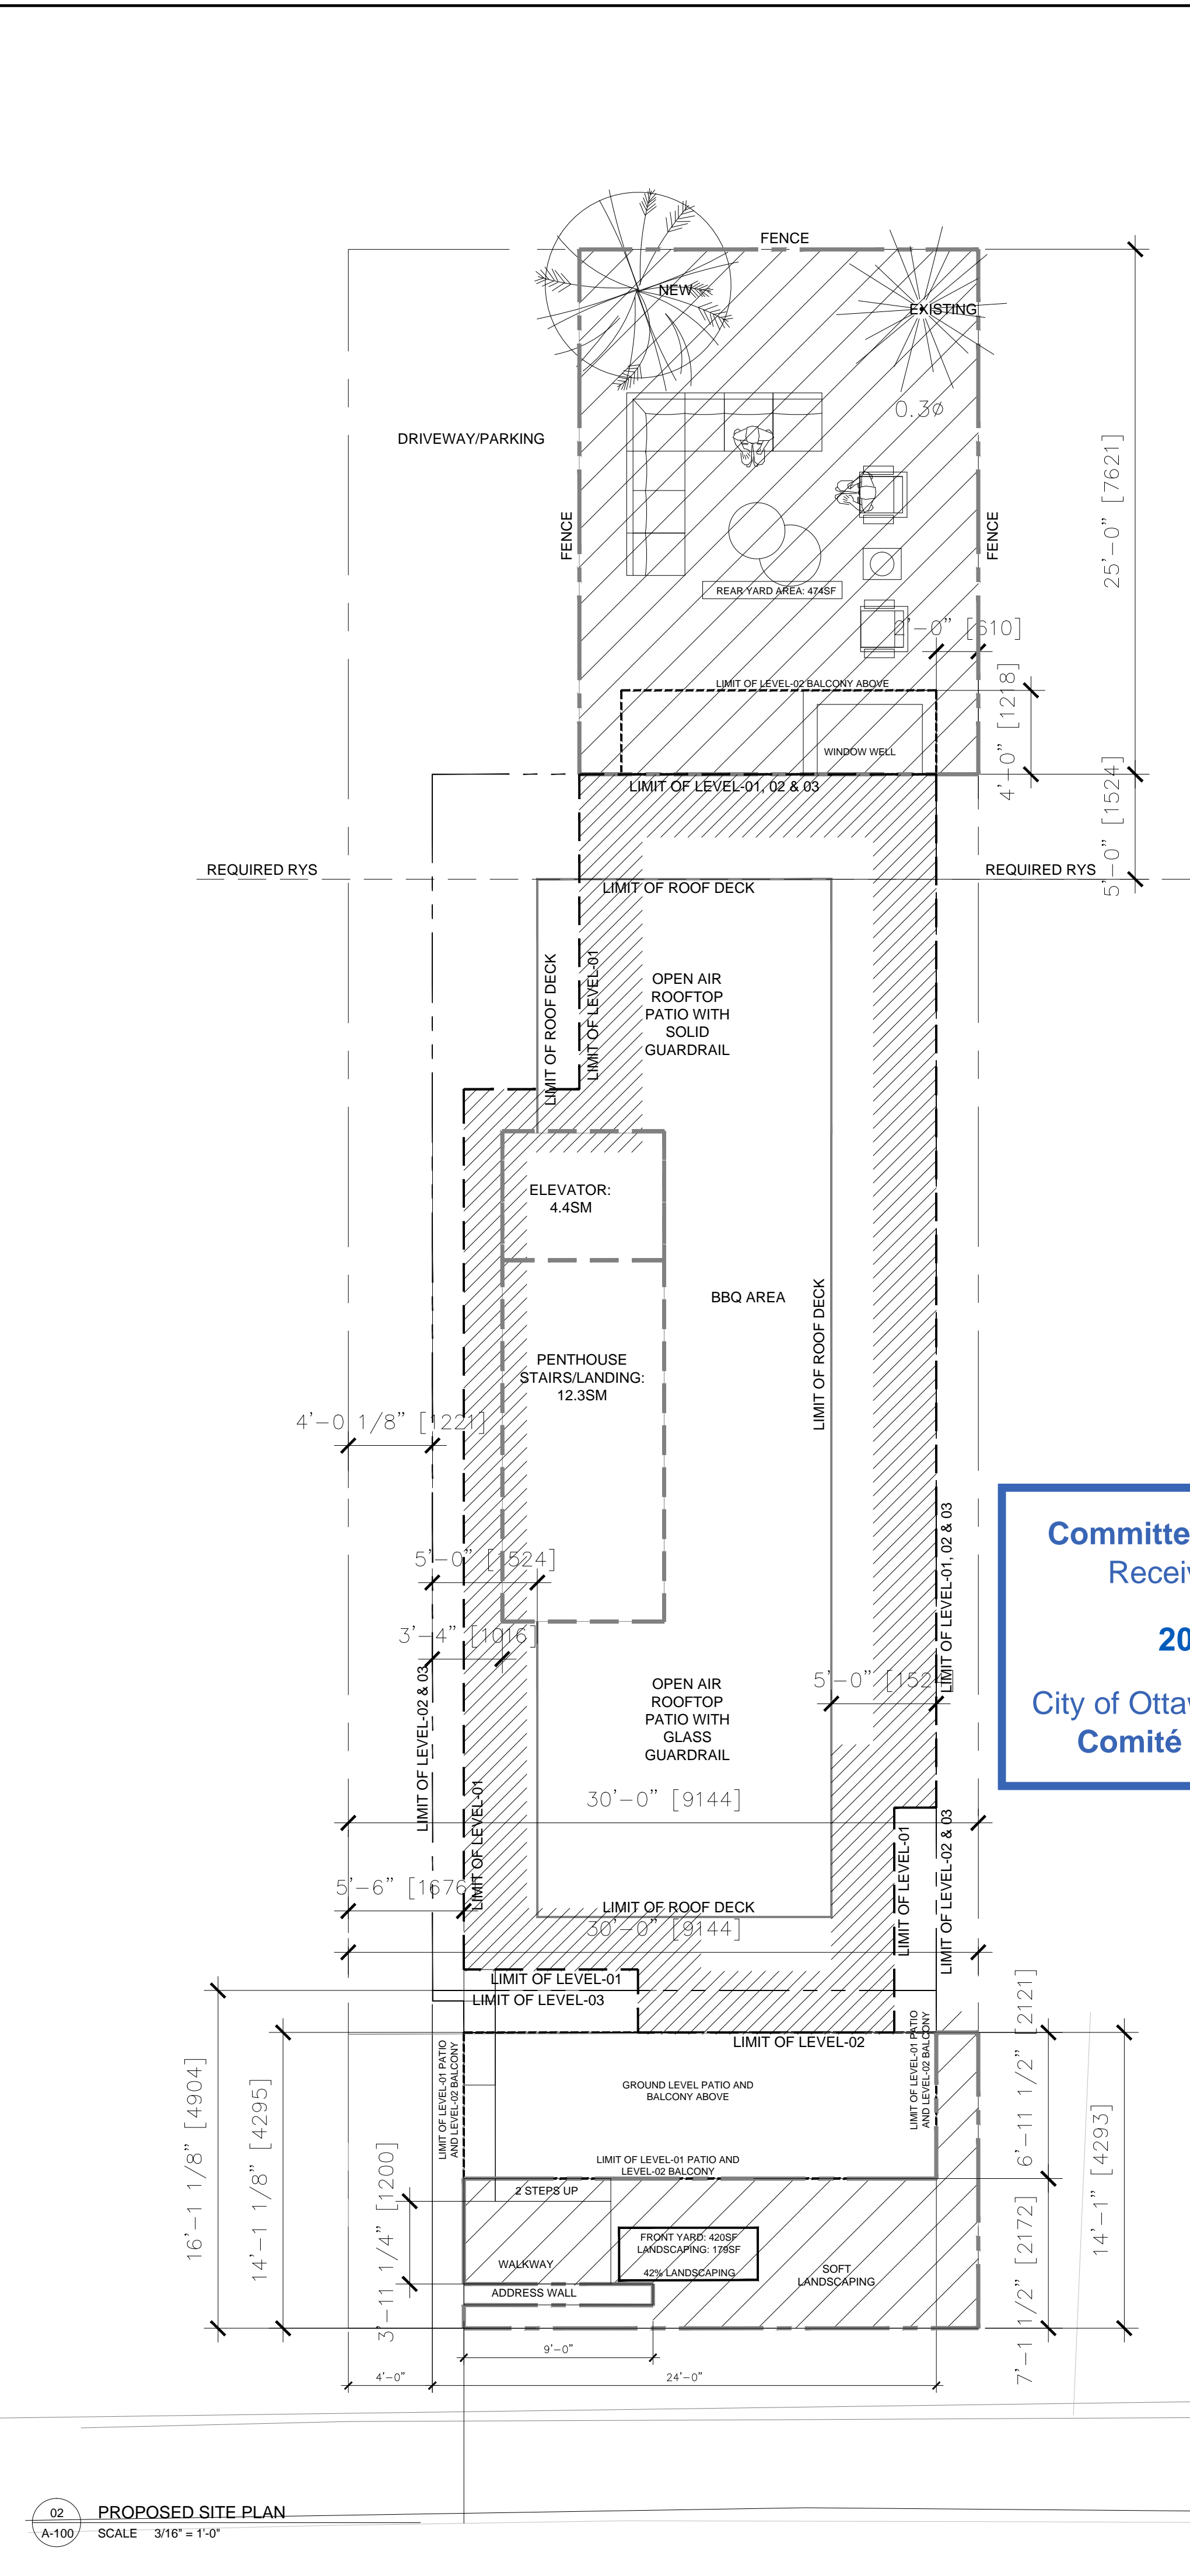 FENCE
NEW
EXISTING
0.3ø
DRIVEWAY/PARKING
25'-0" [7621]
FENCE
FENCE
REAR YARD AREA: 474SF
2'-0" [610]
LIMIT OF LEVEL-02 BALCONY ABOVE
4'-0" [1218]
WINDOW WELL
LIMIT OF LEVEL-01, 02 & 03
5'-0" [1524]
REQUIRED RYS
REQUIRED RYS
LIMIT OF ROOF DECK
LIMIT OF ROOF DECK
LIMIT OF LEVEL-01
OPEN AIR
ROOFTOP
PATIO WITH
SOLID
GUARDRAIL
ELEVATOR:
4.4SM
BBQ AREA
LIMIT OF ROOF DECK
PENTHOUSE
STAIRS/LANDING:
12.3SM
4'-0 1/8" [1221]
5'-0" [1524]
3'-4" [1016]
LIMIT OF LEVEL-01, 02 & 03
Committe
Recei
20
City of Otta
Comité
LIMIT OF LEVEL-02 & 03
5'-0" [1524]
OPEN AIR
ROOFTOP
PATIO WITH
GLASS
GUARDRAIL
30'-0" [9144]
LIMIT OF LEVEL-01
5'-6" [1676]
LIMIT OF LEVEL-01
LIMIT OF LEVEL-02 & 03
LIMIT OF ROOF DECK
30'-0" [9144]
LIMIT OF LEVEL-01
LIMIT OF LEVEL-03
LIMIT OF LEVEL-02
16'-1 1/8" [4904]
14'-1 1/8" [4295]
LIMIT OF LEVEL-01 PATIO
AND LEVEL-02 BALCONY
GROUND LEVEL PATIO AND
BALCONY ABOVE
LIMIT OF LEVEL-01 PATIO
AND LEVEL-02 BALCONY
6'-11 1/2" [2121]
14'-1" [4293]
LIMIT OF LEVEL-01 PATIO AND
LEVEL-02 BALCONY
3'-11 1/4" [1200]
2 STEPS UP
WALKWAY
FRONT YARD: 420SF
LANDSCAPING: 179SF
42% LANDSCAPING
SOFT
LANDSCAPING
7'-1 1/2" [2172]
ADDRESS WALL
9'-0"
4'-0"
24'-0"
02
A-100
PROPOSED SITE PLAN
SCALE 3/16" = 1'-0"